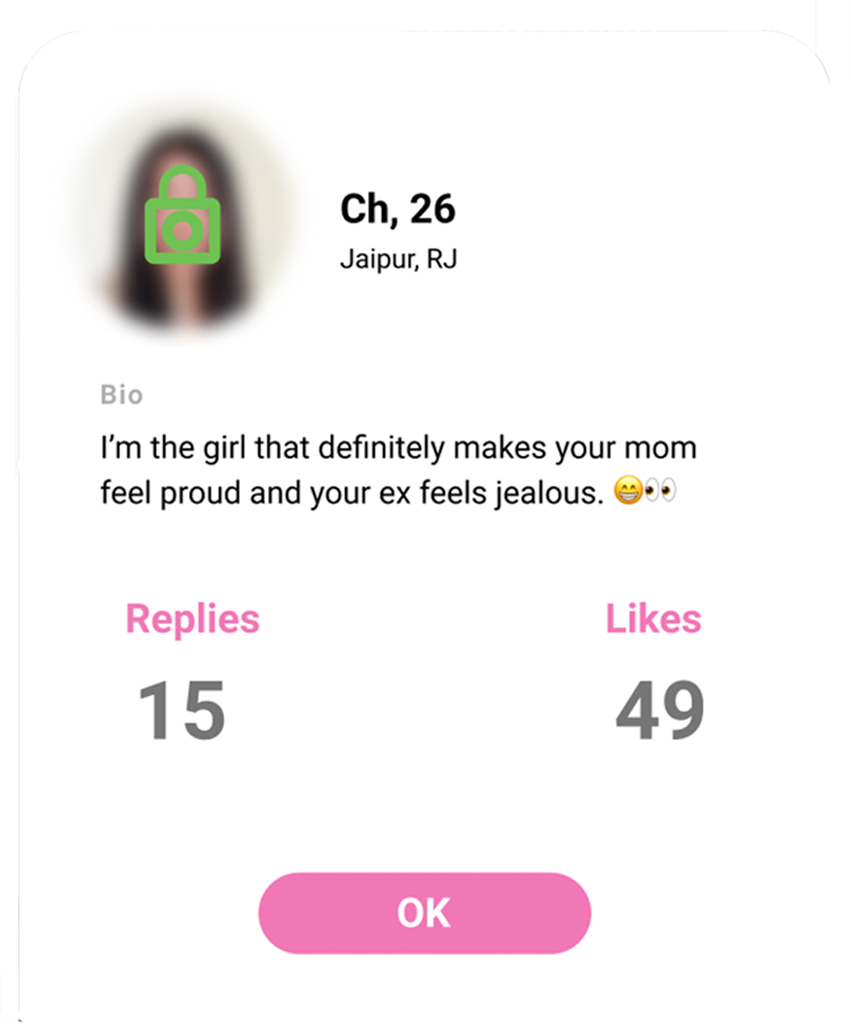 Ch, 26
Jaipur, RJ
Bio
I’m the girl that definitely makes your mom
feel proud and your ex feels jealous. 😁👀
Replies
Likes
15
49
OK